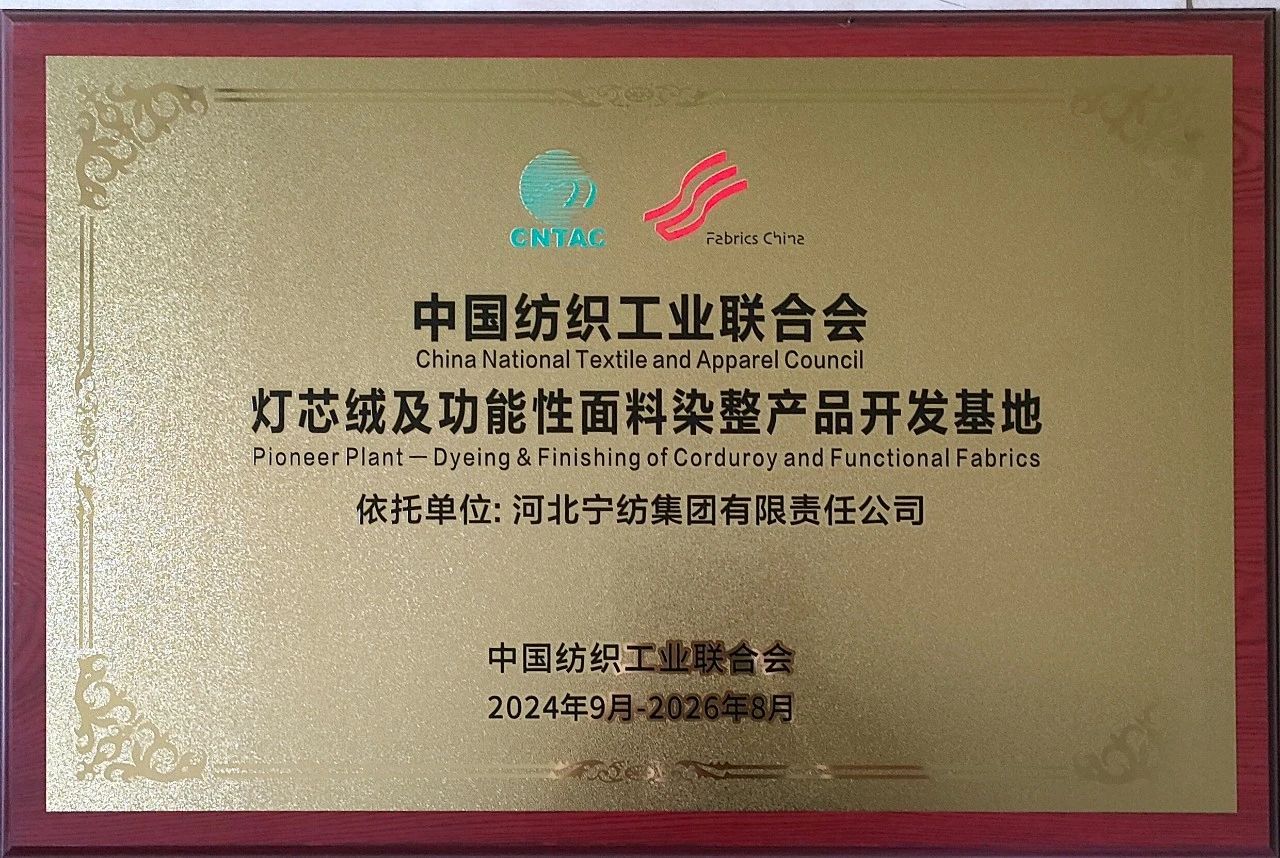 CNTAC
Fabrics China
中国纺织工业联合会
China National Textile and Apparel Council
灯芯绒及功能性面料染整产品开发基地
Pioneer Plant — Dyeing & Finishing of Corduroy and Functional Fabrics
依托单位: 河北宁纺集团有限责任公司
中国纺织工业联合会
2024年9月-2026年8月